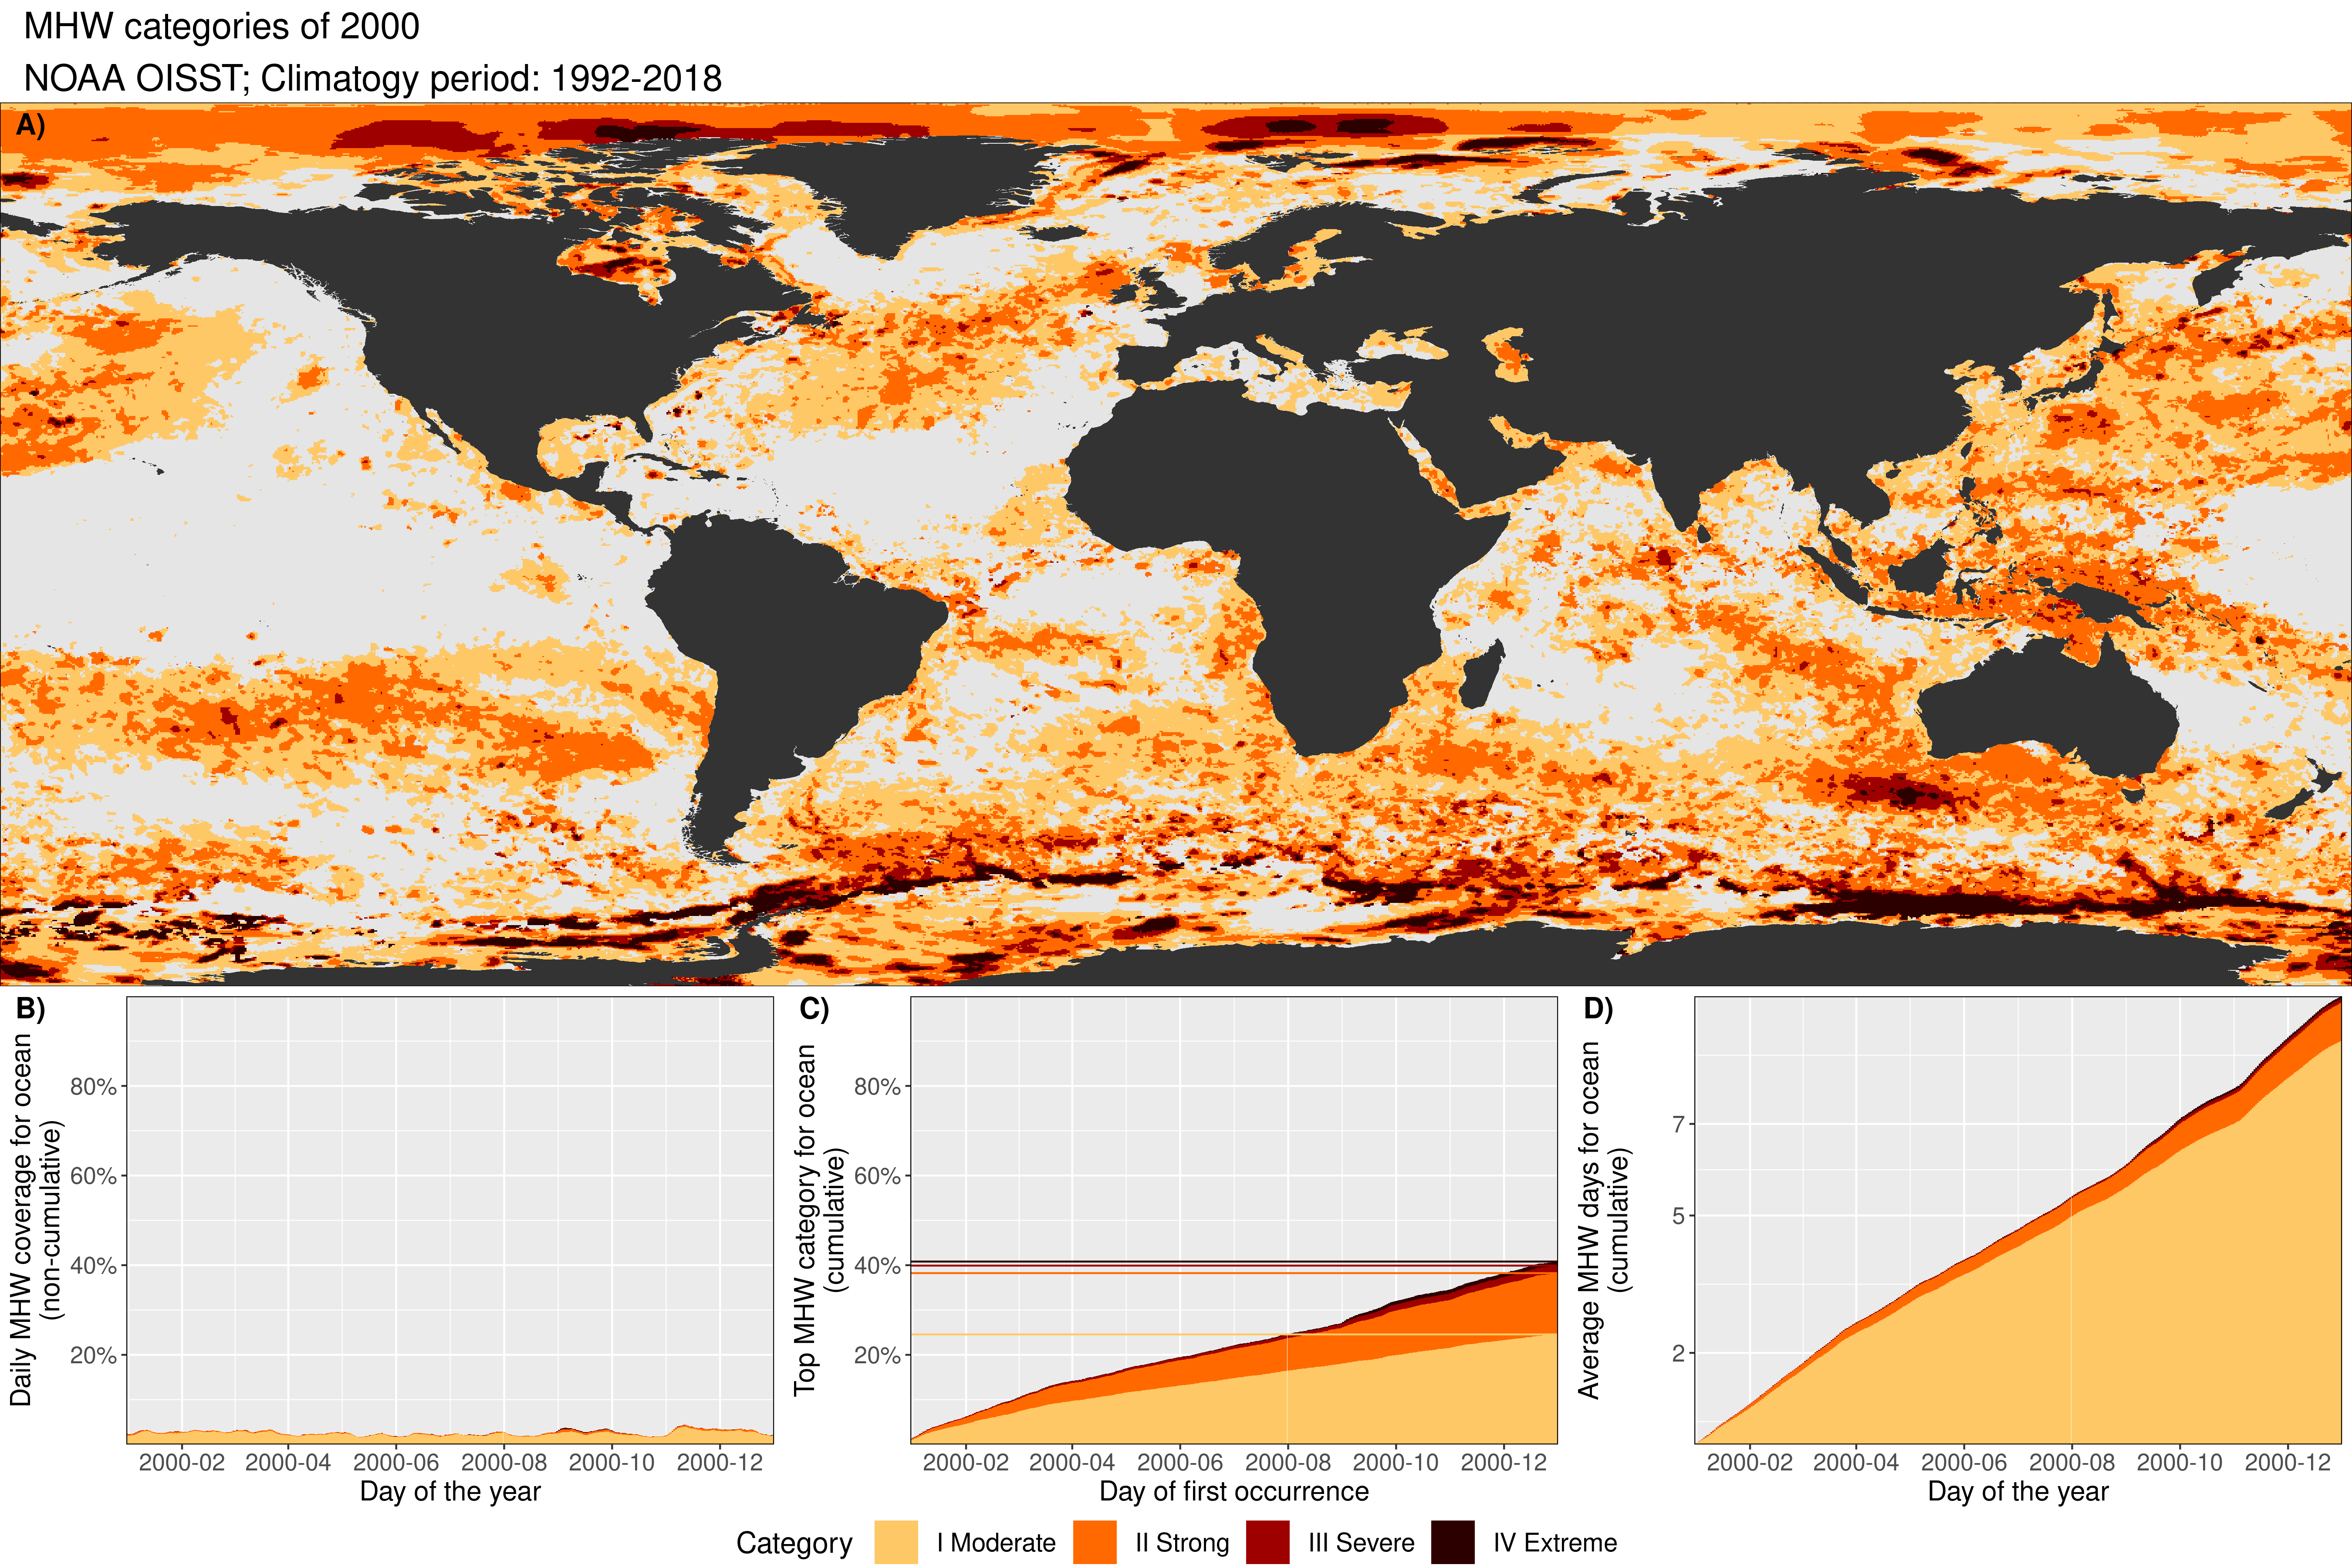 MHW categories of 2000
NOAA OISST; Climatogy period: 1992-2018
A)
B)
Daily MHW coverage for ocean
(non-cumulative)
80%
60%
40%
20%
2000-02 2000-04 2000-06 2000-08 2000-10 2000-12
Day of the year
C)
Top MHW category for ocean
(cumulative)
80%
60%
40%
20%
2000-02 2000-04 2000-06 2000-08 2000-10 2000-12
Day of first occurrence
D)
Average MHW days for ocean
(cumulative)
7
5
2
2000-02 2000-04 2000-06 2000-08 2000-10 2000-12
Day of the year
Category I Moderate II Strong III Severe IV Extreme